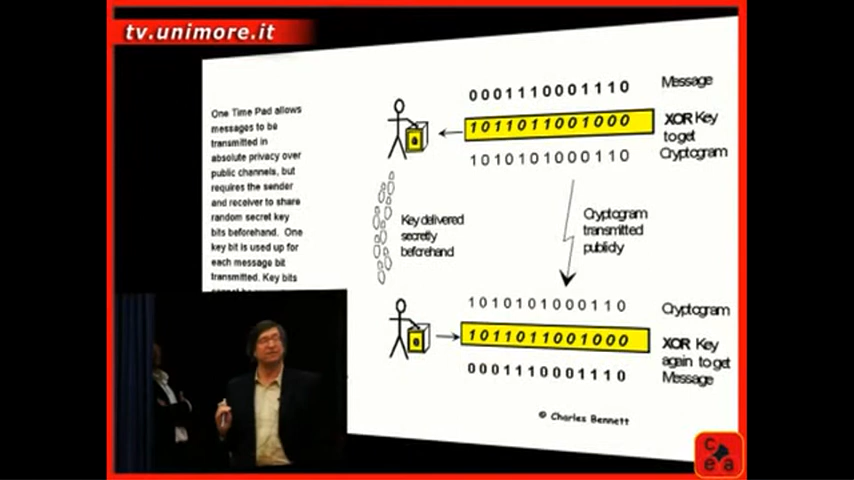 tv.unimore.it
One Time Pad allows
messages to be
transmitted in
absolute privacy over
public channels, but
requires the sender
and receiver to share
random secret key
bits beforehand. One
key bit is used up for
each message bit
transmitted. Key bits
0001110001110
Message
1011011001000
XOR Key
to get
Cryptogram
1010101000110
Key delivered
secretly
beforehand
Cryptogram
transmitted
publicly
1010101000110
Cryptogram
1011011001000
XOR Key
again to get
Message
0001110001110
© Charles Bennett
c
e a